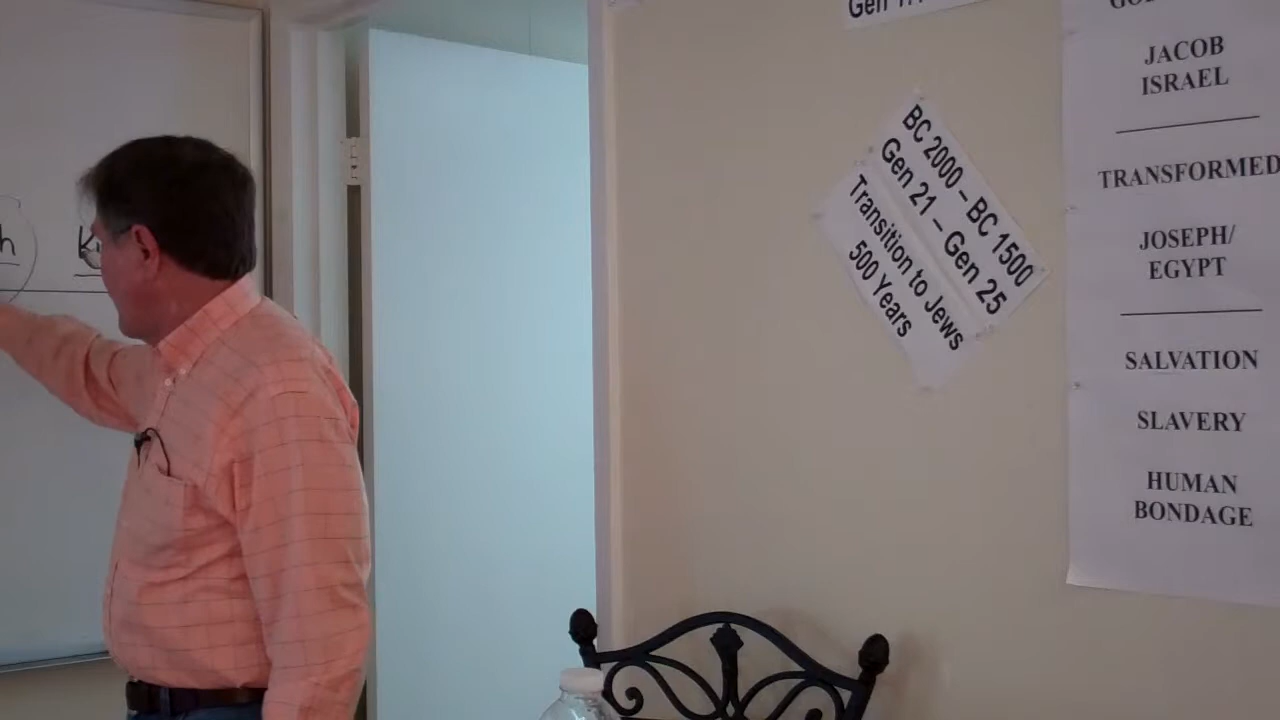 BC 2000 – BC 1500
Gen 21 – Gen 25
Transition to Jews
500 Years
JACOB
ISRAEL
TRANSFORMED
JOSEPH/
EGYPT
SALVATION
SLAVERY
HUMAN
BONDAGE